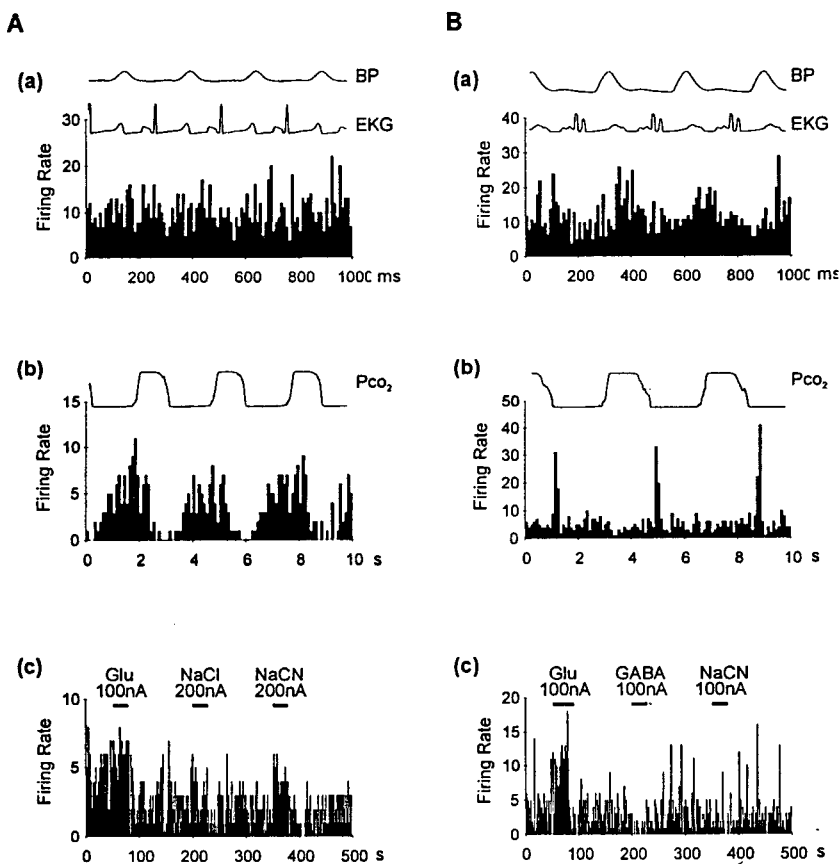 A
(a)
BP
EKG
Firing Rate
30
20
10
0
0 200 400 600 800 1000 ms
(b)
Pco₂
Firing Rate
15
10
5
0
0 2 4 6 8 10 s
(c)
Glu NaCl NaCN
100nA 200nA 200nA
Firing Rate
10
5
0
0 100 200 300 400 500 s
B
(a)
BP
EKG
Firing Rate
40
30
20
10
0
0 200 400 600 800 1000 ms
(b)
Pco₂
Firing Rate
50
40
30
20
10
0
0 2 4 6 8 10 s
(c)
Glu GABA NaCN
100nA 100nA 100nA
Firing Rate
20
15
10
5
0
0 100 200 300 400 500 s